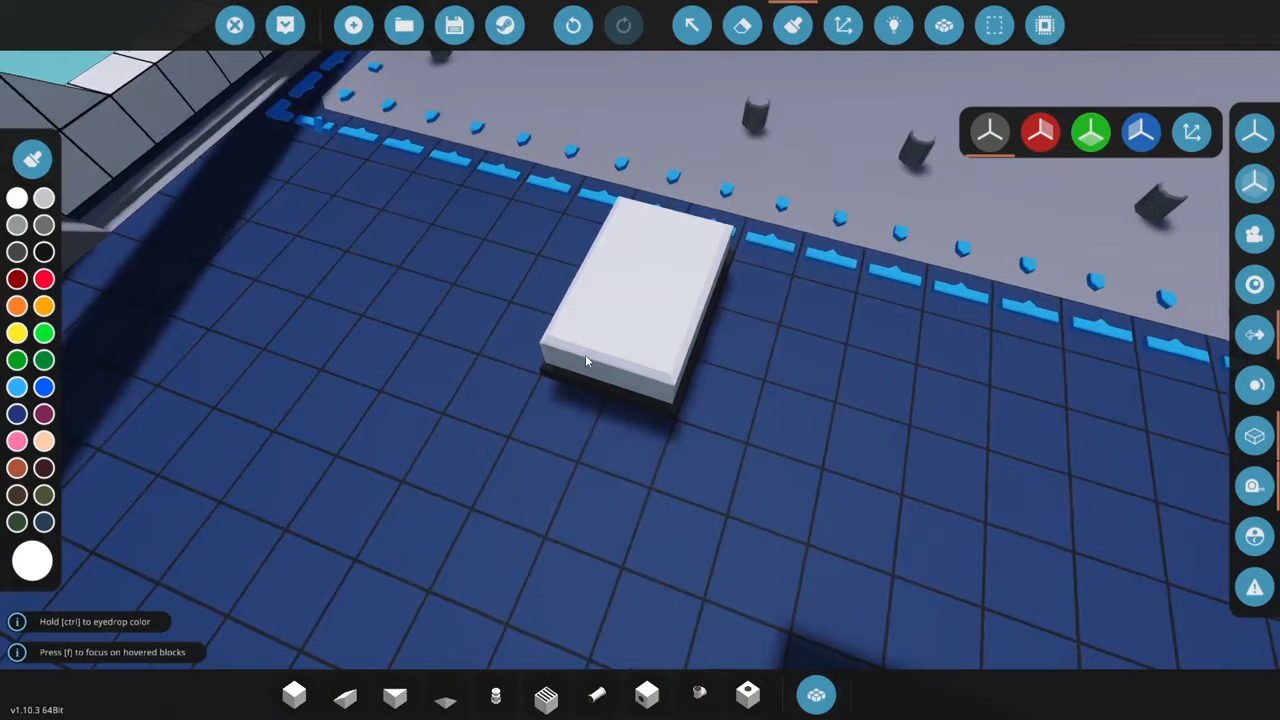 Hold [ctrl] to eyedrop color
Press [f] to focus on hovered blocks
v1.10.3 64Bit